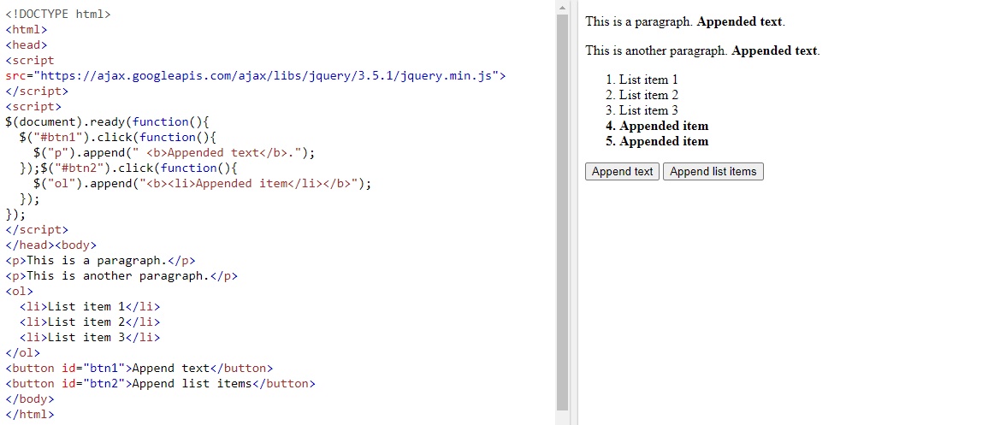 <!DOCTYPE html>
<html>
<head>
<script
src="https://ajax.googleapis.com/ajax/libs/jquery/3.5.1/jquery.min.js">
</script>
<script>
$(document).ready(function(){
  $("#btn1").click(function(){
    $("p").append(" <b>Appended text</b>.");
  });$("#btn2").click(function(){
    $("ol").append("<b><li>Appended item</li></b>");
  });
});
</script>
</head><body>
<p>This is a paragraph.</p>
<p>This is another paragraph.</p>
<ol>
  <li>List item 1</li>
  <li>List item 2</li>
  <li>List item 3</li>
</ol>
<button id="btn1">Append text</button>
<button id="btn2">Append list items</button>
</body>
</html>
This is a paragraph. Appended text.
This is another paragraph. Appended text.
1. List item 1
2. List item 2
3. List item 3
4. Appended item
5. Appended item
Append text Append list items